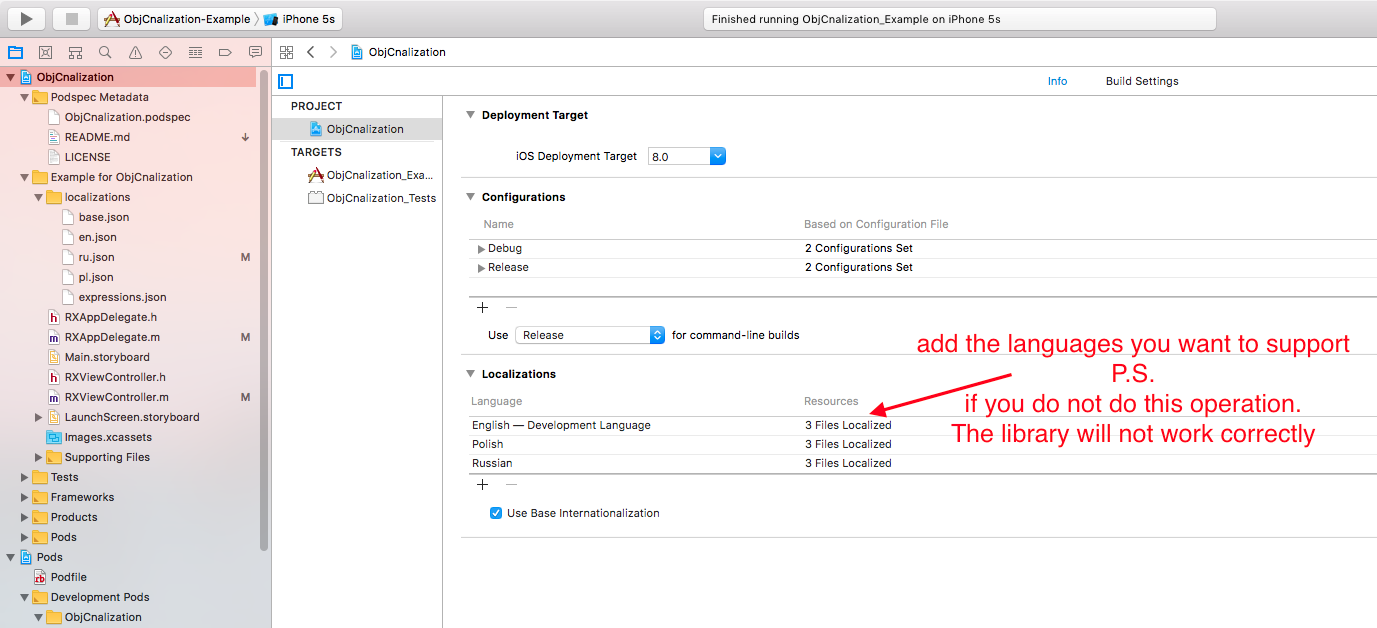 ObjCnalization-Example
iPhone 5s
Finished running ObjCnalization_Example on iPhone 5s
ObjCnalization
Info
Build Settings
ObjCnalization
Podspec Metadata
ObjCnalization.podspec
README.md
LICENSE
Example for ObjCnalization
localizations
base.json
en.json
ru.json M
pl.json
expressions.json
h RXAppDelegate.h
m RXAppDelegate.m M
Main.storyboard
h RXViewController.h
m RXViewController.m M
LaunchScreen.storyboard
Images.xcassets
Supporting Files
Tests
Frameworks
Products
Pods
Pods
rb Podfile
Development Pods
ObjCnalization
PROJECT
ObjCnalization
TARGETS
ObjCnalization_Exa...
ObjCnalization_Tests
Deployment Target
iOS Deployment Target 8.0
Configurations
Name Based on Configuration File
Debug 2 Configurations Set
Release 2 Configurations Set
Use Release for command-line builds
Localizations
Language Resources
English — Development Language 3 Files Localized
Polish 3 Files Localized
Russian 3 Files Localized
Use Base Internationalization
add the languages you want to support
P.S.
if you do not do this operation.
The library will not work correctly